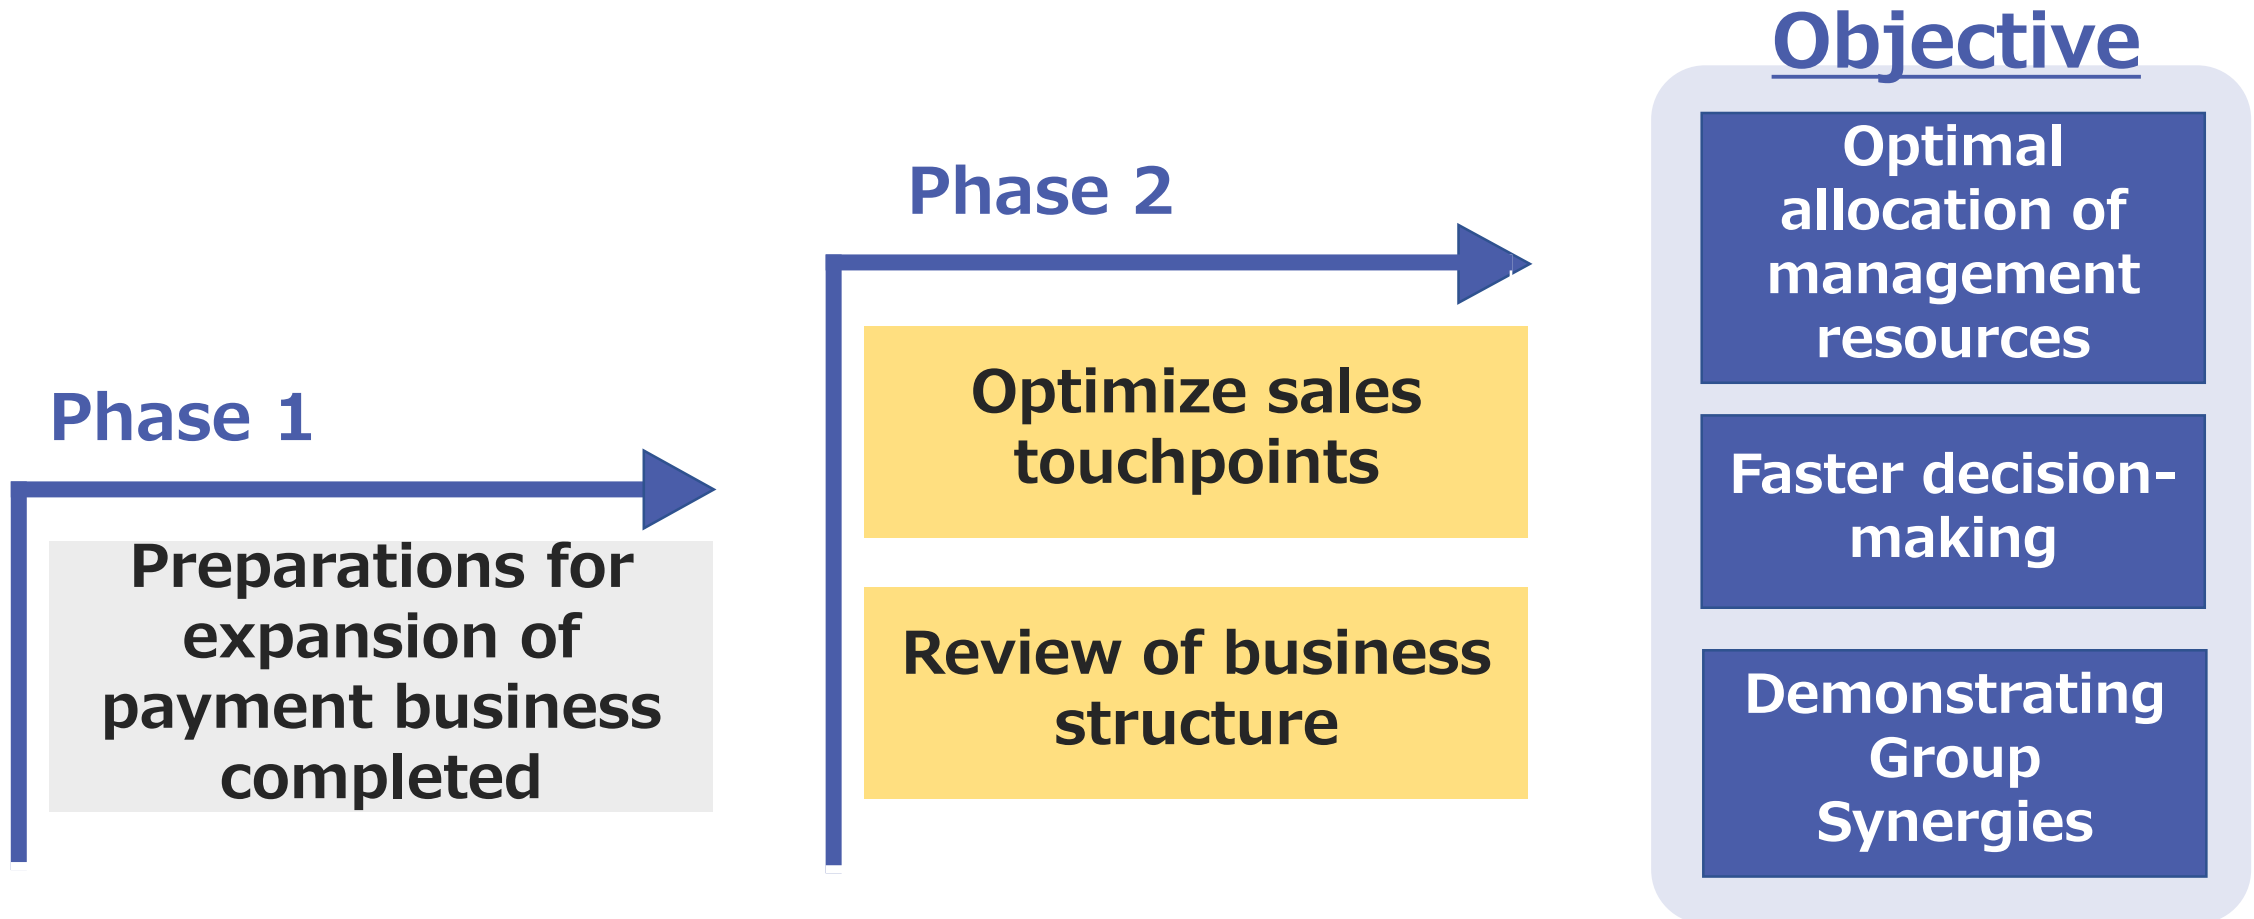 Phase 1
Preparations for
expansion of
payment business
completed
Phase 2
Optimize sales
touchpoints
Review of business
structure
Objective
Optimal
allocation of
management
resources
Faster decision-
making
Demonstrating
Group
Synergies